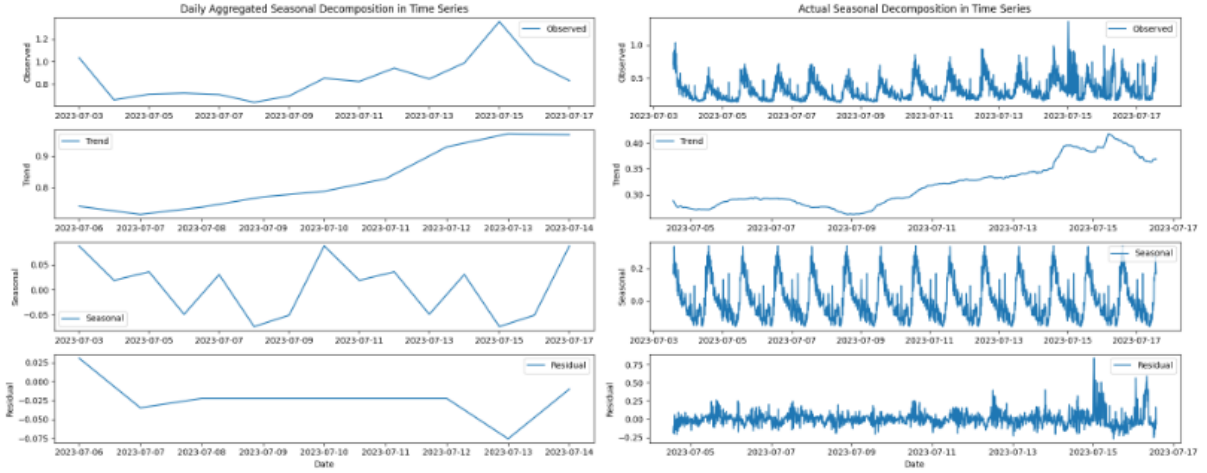 Daily Aggregated Seasonal Decomposition in Time Series
Observed
1.2
1.0
0.8
Observed
2023-07-03 2023-07-05 2023-07-07 2023-07-09 2023-07-11 2023-07-13 2023-07-15 2023-07-17
Trend
0.9
0.8
Trend
2023-07-06 2023-07-07 2023-07-08 2023-07-09 2023-07-10 2023-07-11 2023-07-12 2023-07-13 2023-07-14
Seasonal
0.05
0.00
−0.05
Seasonal
2023-07-03 2023-07-05 2023-07-07 2023-07-09 2023-07-11 2023-07-13 2023-07-15 2023-07-17
Residual
0.025
0.000
−0.025
−0.050
−0.075
Residual
2023-07-06 2023-07-07 2023-07-08 2023-07-09 2023-07-10 2023-07-11 2023-07-12 2023-07-13 2023-07-14
Date
Actual Seasonal Decomposition in Time Series
Observed
1.0
0.5
Observed
2023-07-03 2023-07-05 2023-07-07 2023-07-09 2023-07-11 2023-07-13 2023-07-15 2023-07-17
Trend
0.40
0.35
0.30
Trend
2023-07-05 2023-07-07 2023-07-09 2023-07-11 2023-07-13 2023-07-15 2023-07-17
Seasonal
0.2
0.0
Seasonal
2023-07-03 2023-07-05 2023-07-07 2023-07-09 2023-07-11 2023-07-13 2023-07-15 2023-07-17
Residual
0.75
0.50
0.25
0.00
−0.25
Residual
2023-07-05 2023-07-07 2023-07-09 2023-07-11 2023-07-13 2023-07-15 2023-07-17
Date